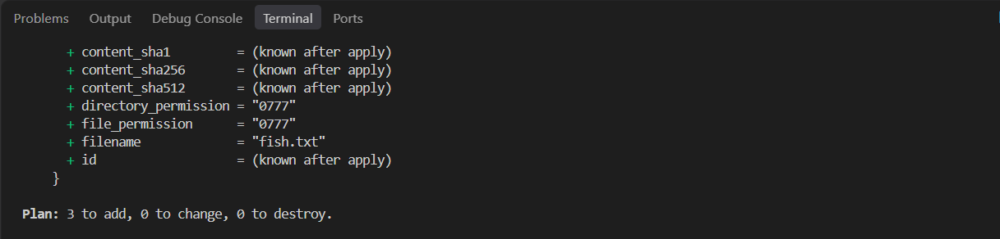 Problems Output Debug Console Terminal Ports
+ content_sha1 = (known after apply)
+ content_sha256 = (known after apply)
+ content_sha512 = (known after apply)
+ directory_permission = "0777"
+ file_permission = "0777"
+ filename = "fish.txt"
+ id = (known after apply)
}
Plan: 3 to add, 0 to change, 0 to destroy.